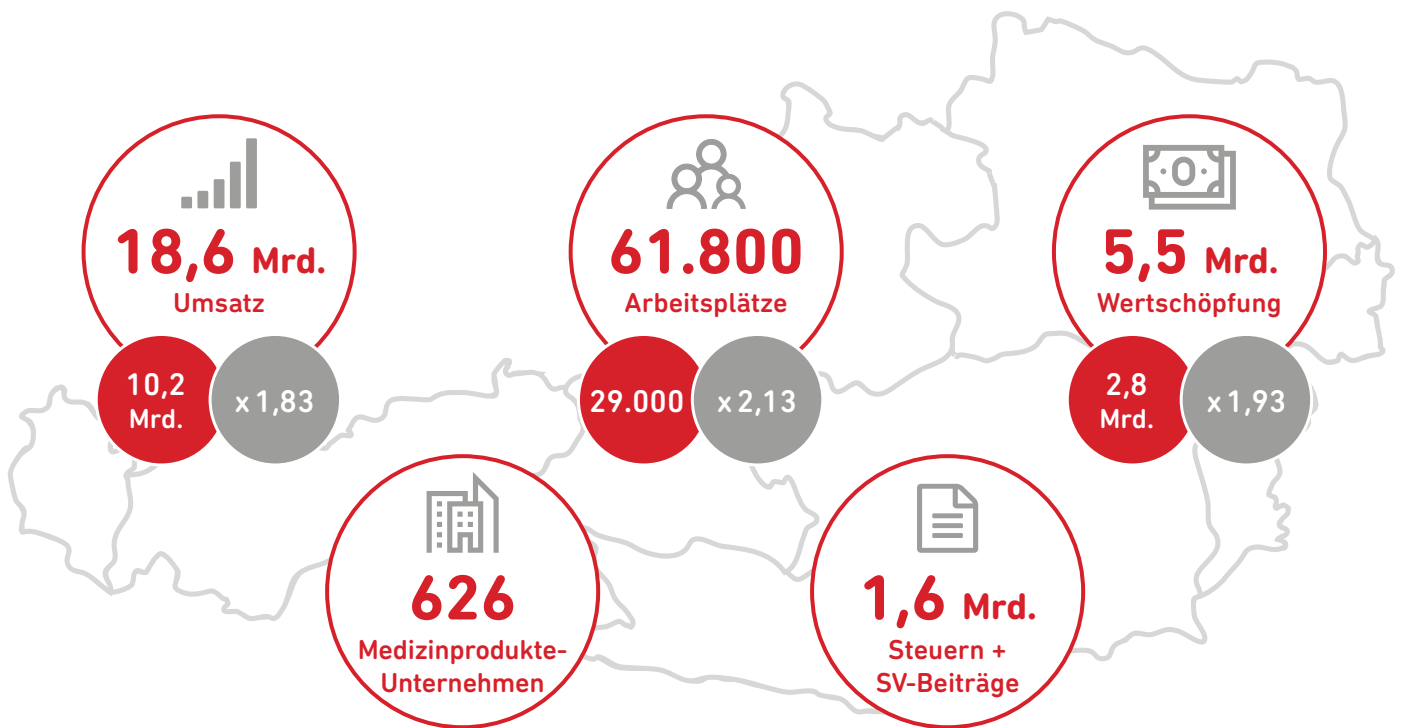 18,6 Mrd.
Umsatz
10,2
Mrd.
x 1,83
61.800
Arbeitsplätze
29.000
x 2,13
5,5 Mrd.
Wertschöpfung
2,8
Mrd.
x 1,93
626
Medizinprodukte-
Unternehmen
1,6 Mrd.
Steuern +
SV-Beiträge